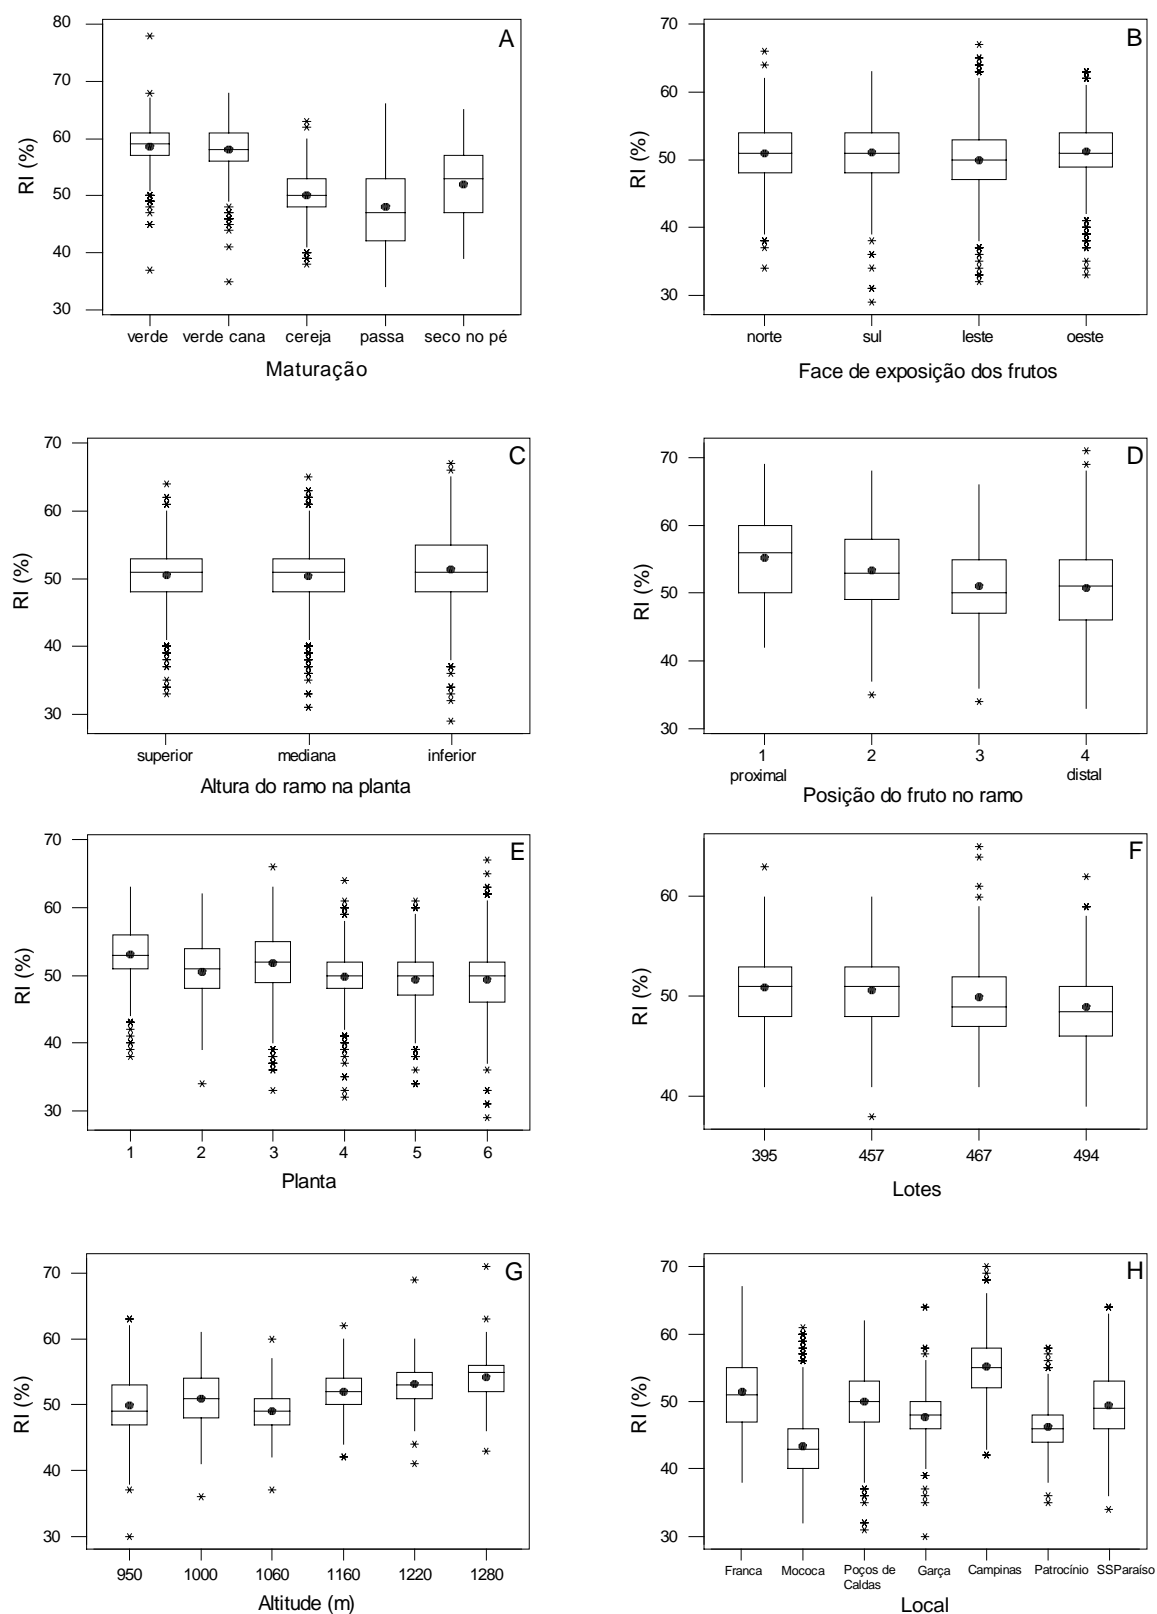 80
70
60
50
40
30
RI (%)
A
verde verde cana cereja passa seco no pé
Maturação
70
60
50
40
30
RI (%)
B
norte sul leste oeste
Face de exposição dos frutos
70
60
50
40
30
RI (%)
C
superior mediana inferior
Altura do ramo na planta
70
60
50
40
30
RI (%)
D
1 2 3 4
proximal distal
Posição do fruto no ramo
70
60
50
40
30
RI (%)
E
1 2 3 4 5 6
Planta
60
50
40
RI (%)
F
395 457 467 494
Lotes
70
60
50
40
30
RI (%)
G
950 1000 1060 1160 1220 1280
Altitude (m)
70
60
50
40
30
RI (%)
H
Franca Mococa Poços de Garça Campinas Patrocínio SSParaíso
Caldas
Local